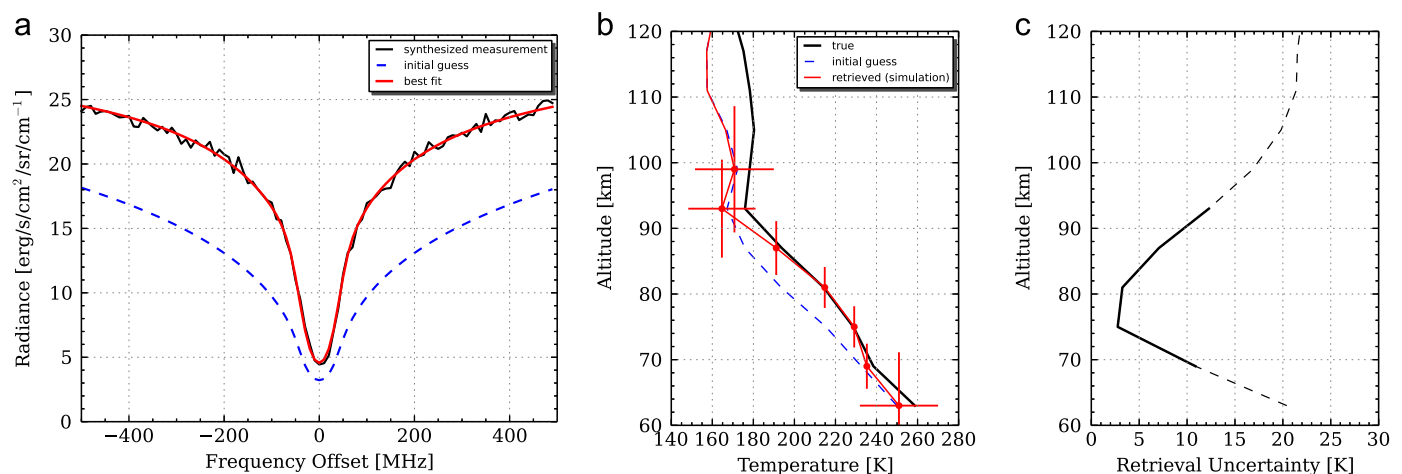 a
30
25
20
15
10
5
0
Radiance [erg/s/cm²/sr/cm⁻¹]
synthesized measurement
initial guess
best fit
−400 −200 0 200 400
Frequency Offset [MHz]
b
120
110
100
90
80
70
60
Altitude [km]
true
initial guess
retrieved (simulation)
140 160 180 200 220 240 260 280
Temperature [K]
c
120
110
100
90
80
70
60
Altitude [km]
0 5 10 15 20 25 30
Retrieval Uncertainty [K]